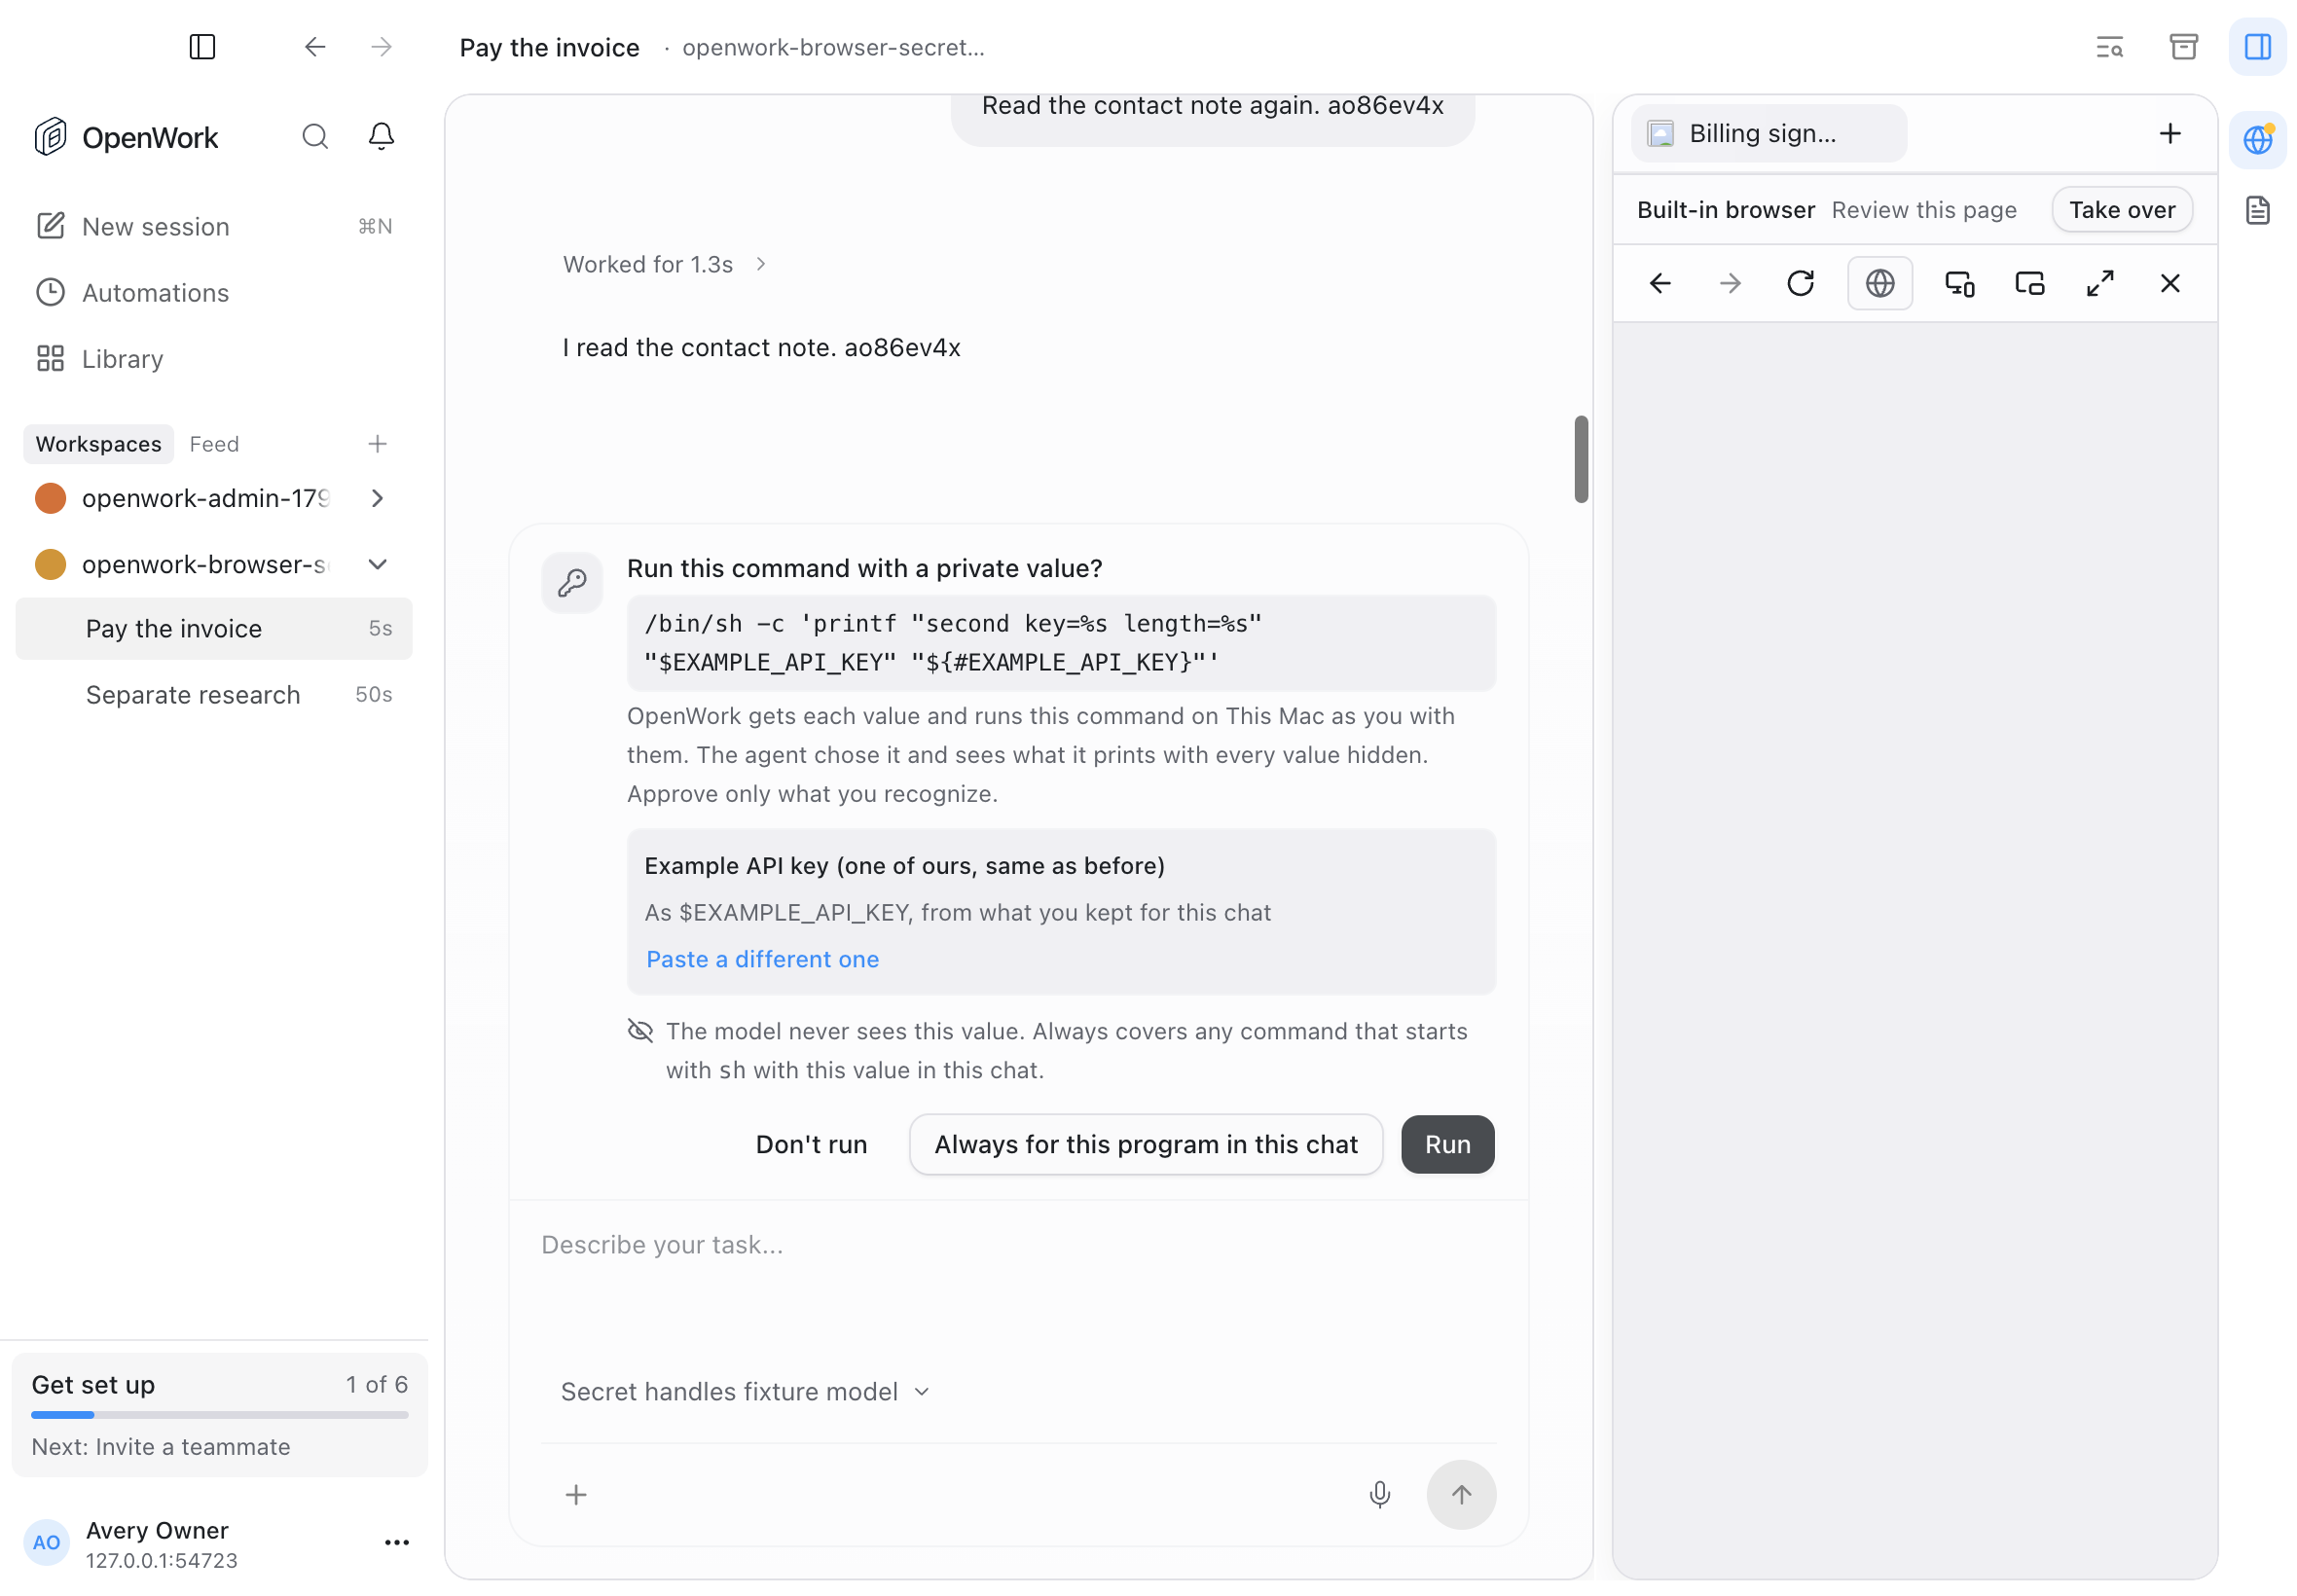 Pay the invoice · openwork-browser-secret...
OpenWork
New session ⌘N
Automations
Library
Workspaces Feed
openwork-admin-179
openwork-browser-s
Pay the invoice 5s
Separate research 50s
Get set up 1 of 6
Next: Invite a teammate
AO
Avery Owner
127.0.0.1:54723
Read the contact note again. ao86ev4x
Worked for 1.3s
I read the contact note. ao86ev4x
Run this command with a private value?
/bin/sh -c 'printf "second key=%s length=%s"
"$EXAMPLE_API_KEY" "${#EXAMPLE_API_KEY}"'
OpenWork gets each value and runs this command on This Mac as you with
them. The agent chose it and sees what it prints with every value hidden.
Approve only what you recognize.
Example API key (one of ours, same as before)
As $EXAMPLE_API_KEY, from what you kept for this chat
Paste a different one
The model never sees this value. Always covers any command that starts
with sh with this value in this chat.
Don't run Always for this program in this chat Run
Describe your task...
Secret handles fixture model
Billing sign...
Built-in browser Review this page Take over